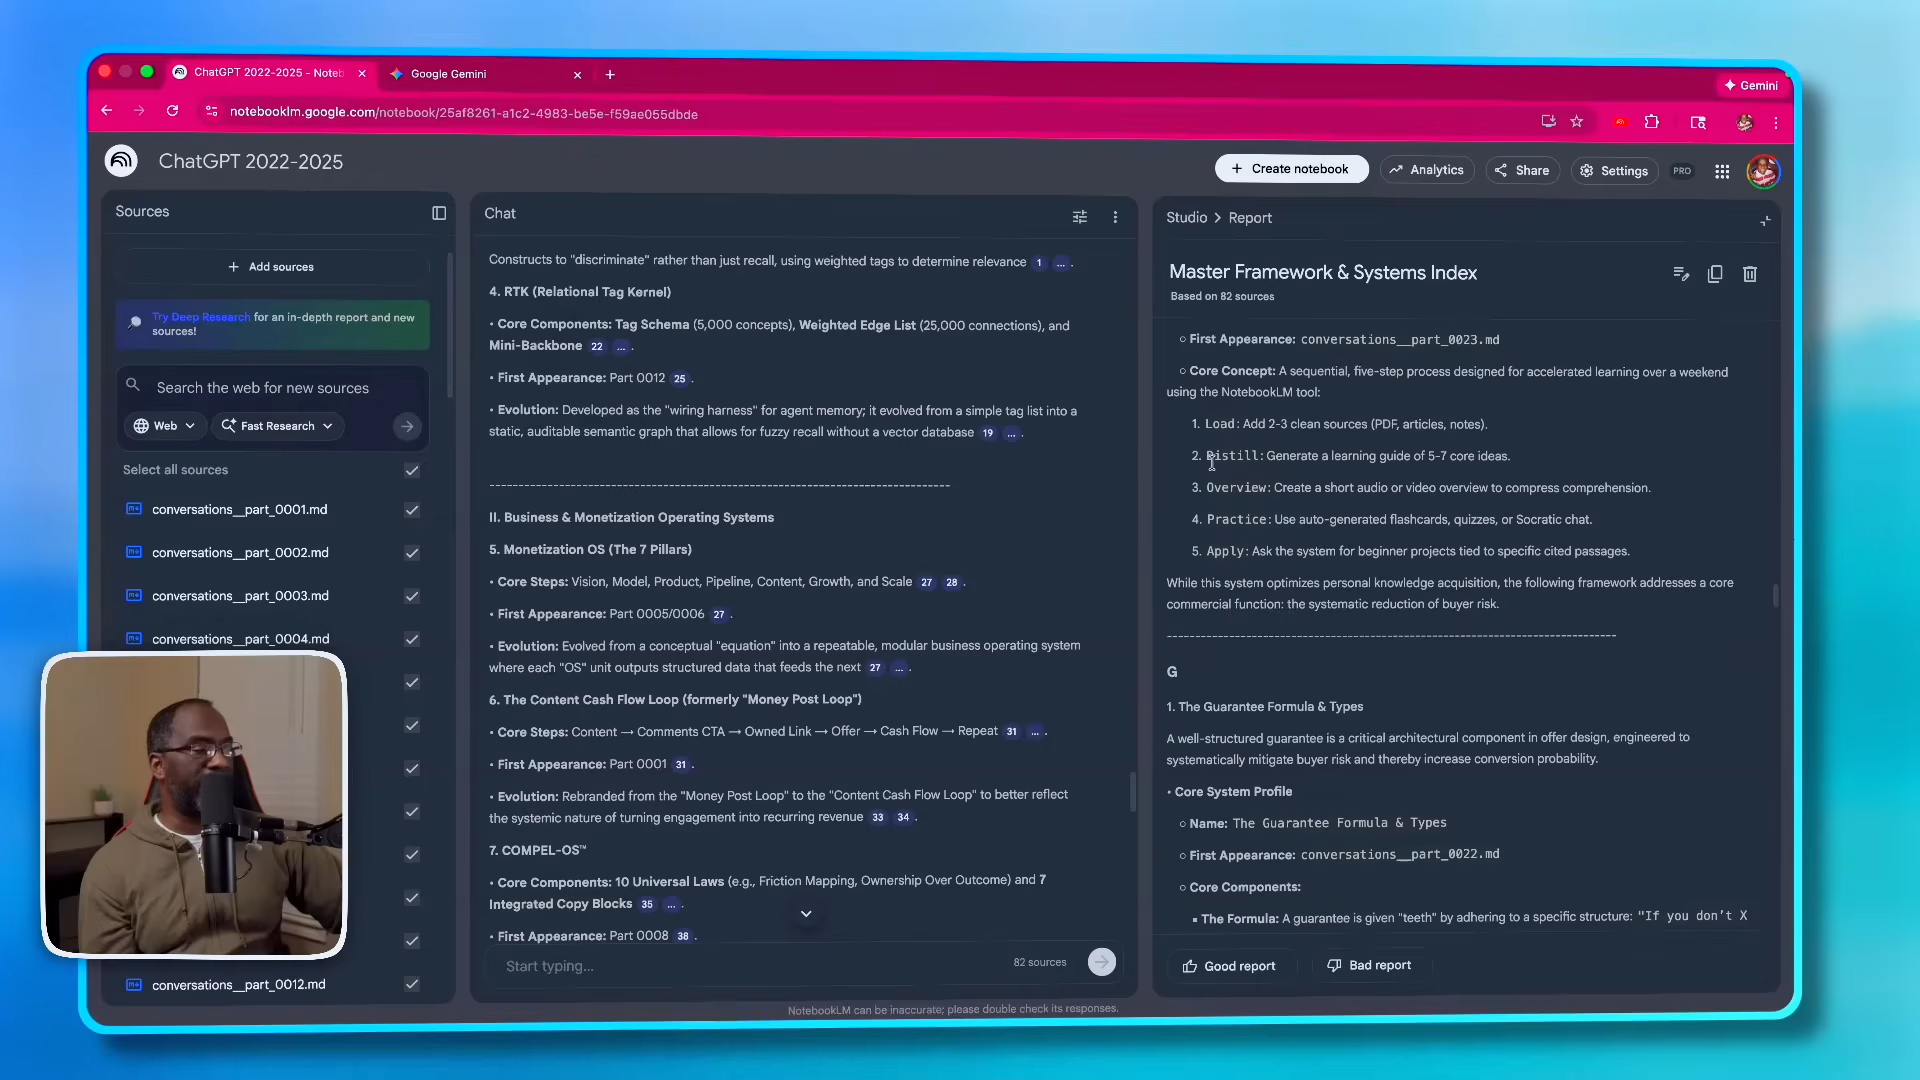 ChatGPT 2022-2025 - Noteb
Google Gemini
Gemini
notebooklm.google.com/notebook/25af8261-a1c2-4983-be5e-f59ae055dbde
ChatGPT 2022-2025
Create notebook
Analytics
Share
Settings
PRO
Sources
Add sources
Try Deep Research for an in-depth report and new
sources!
Search the web for new sources
Web
Fast Research
Select all sources
conversations__part_0001.md
conversations__part_0002.md
conversations__part_0003.md
conversations__part_0004.md
conversations__part_0012.md
Chat
Constructs to "discriminate" rather than just recall, using weighted tags to determine relevance 1 ... .
4. RTK (Relational Tag Kernel)
• Core Components: Tag Schema (5,000 concepts), Weighted Edge List (25,000 connections), and
Mini-Backbone 22 ... .
• First Appearance: Part 0012 25 .
• Evolution: Developed as the "wiring harness" for agent memory; it evolved from a simple tag list into a
static, auditable semantic graph that allows for fuzzy recall without a vector database 19 ... .
II. Business & Monetization Operating Systems
5. Monetization OS (The 7 Pillars)
• Core Steps: Vision, Model, Product, Pipeline, Content, Growth, and Scale 27 28 .
• First Appearance: Part 0005/0006 27 .
• Evolution: Evolved from a conceptual "equation" into a repeatable, modular business operating system
where each "OS" unit outputs structured data that feeds the next 27 ... .
6. The Content Cash Flow Loop (formerly "Money Post Loop")
• Core Steps: Content → Comments CTA → Owned Link → Offer → Cash Flow → Repeat 31 ... .
• First Appearance: Part 0001 31 .
• Evolution: Rebranded from the "Money Post Loop" to the "Content Cash Flow Loop" to better reflect
the systemic nature of turning engagement into recurring revenue 33 34 .
7. COMPEL-OS™
• Core Components: 10 Universal Laws (e.g., Friction Mapping, Ownership Over Outcome) and 7
Integrated Copy Blocks 35 ... .
• First Appearance: Part 0008 38 .
Start typing...
82 sources
NotebookLM can be inaccurate; please double check its responses.
Studio > Report
Master Framework & Systems Index
Based on 82 sources
○ First Appearance: conversations__part_0023.md
○ Core Concept: A sequential, five-step process designed for accelerated learning over a weekend
using the NotebookLM tool:
1. Load: Add 2-3 clean sources (PDF, articles, notes).
2. Distill: Generate a learning guide of 5-7 core ideas.
3. Overview: Create a short audio or video overview to compress comprehension.
4. Practice: Use auto-generated flashcards, quizzes, or Socratic chat.
5. Apply: Ask the system for beginner projects tied to specific cited passages.
While this system optimizes personal knowledge acquisition, the following framework addresses a core
commercial function: the systematic reduction of buyer risk.
G
1. The Guarantee Formula & Types
A well-structured guarantee is a critical architectural component in offer design, engineered to
systematically mitigate buyer risk and thereby increase conversion probability.
• Core System Profile
○ Name: The Guarantee Formula & Types
○ First Appearance: conversations__part_0022.md
○ Core Components:
▪ The Formula: A guarantee is given "teeth" by adhering to a specific structure: "If you don’t X
Good report
Bad report